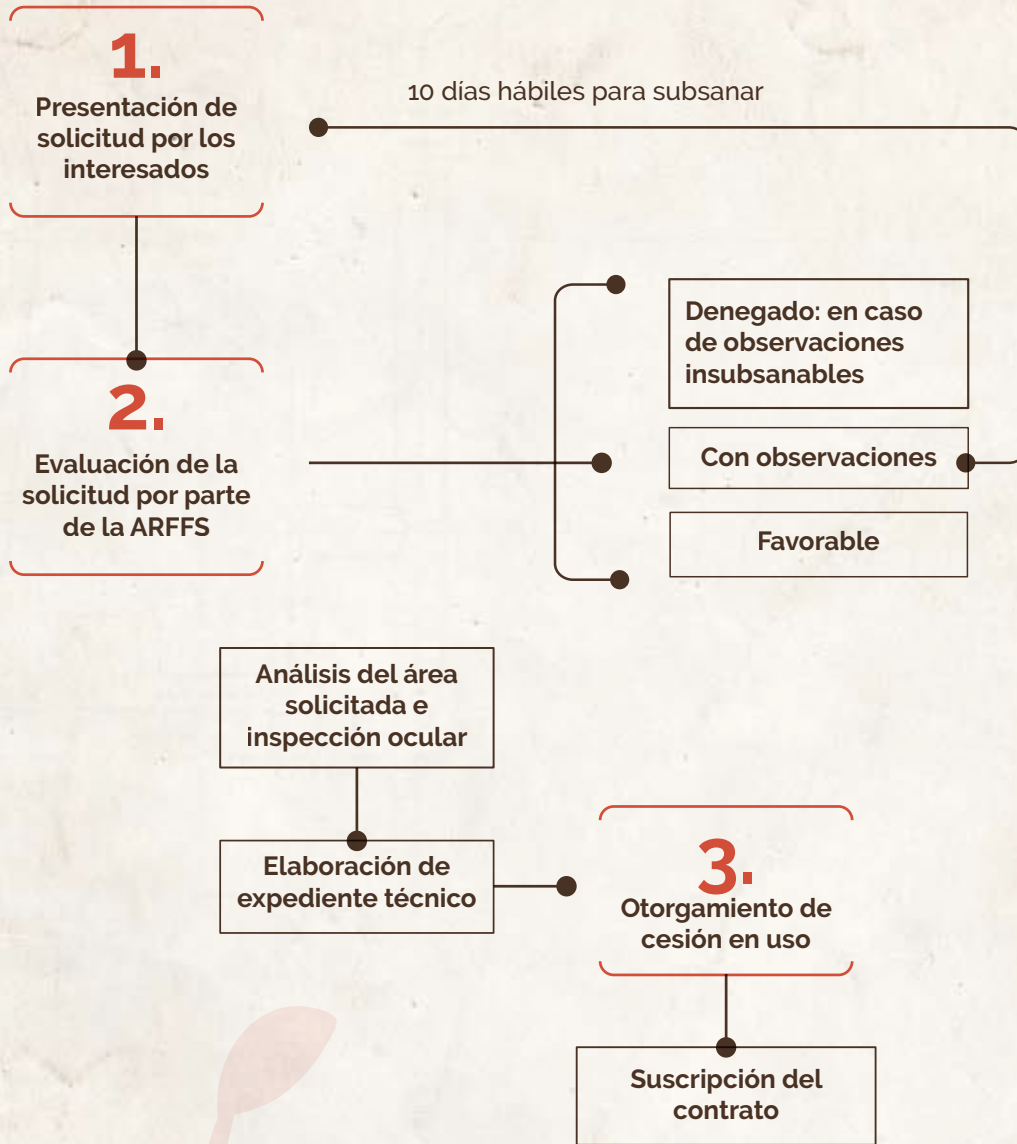 1.
Presentación de
solicitud por los
interesados
10 días hábiles para subsanar
2.
Evaluación de la
solicitud por parte
de la ARFFS
Denegado: en caso
de observaciones
insubsanables
Con observaciones
Favorable
Análisis del área
solicitada e
inspección ocular
Elaboración de
expediente técnico
3.
Otorgamiento de
cesión en uso
Suscripción del
contrato